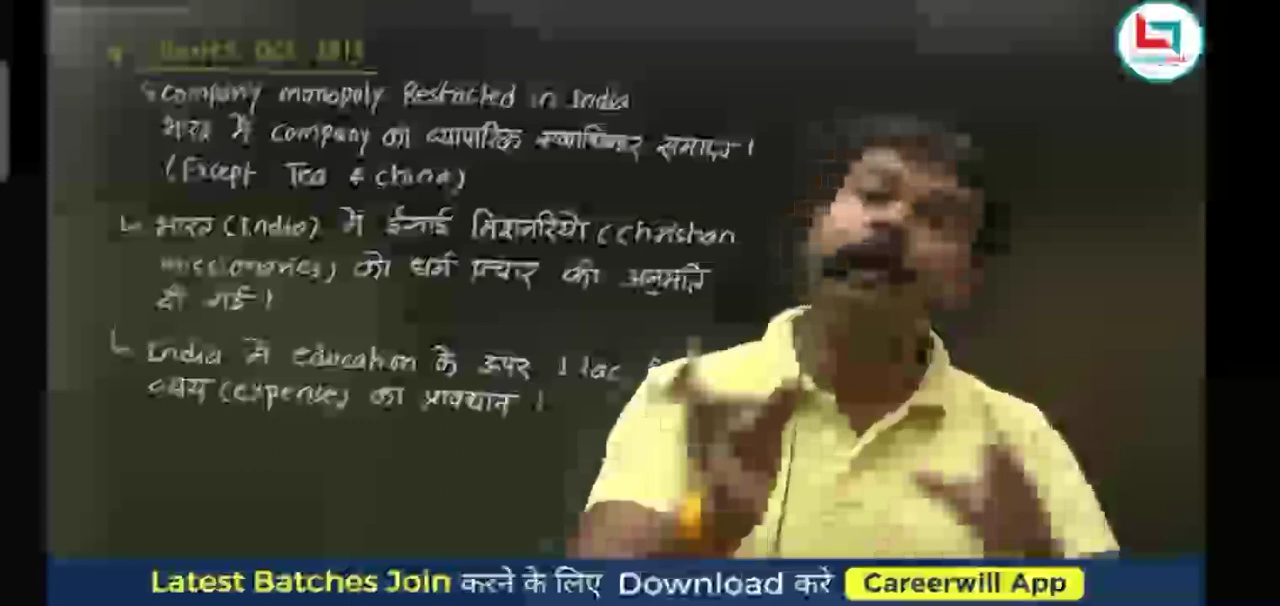 Company monopoly Restricted in India
भारत में company का व्यापारिक एकाधिकार समाप्त ।
(Except Tea & china)
भारत (India) में ईसाई मिशनरियो (christian
missionaries) को धर्म प्रचार की अनुमति
दी गई ।
India में education के ऊपर 1 lac
व्यय (expense) का प्रावधान ।
Latest Batches Join करने के लिए Download करे Careerwill App